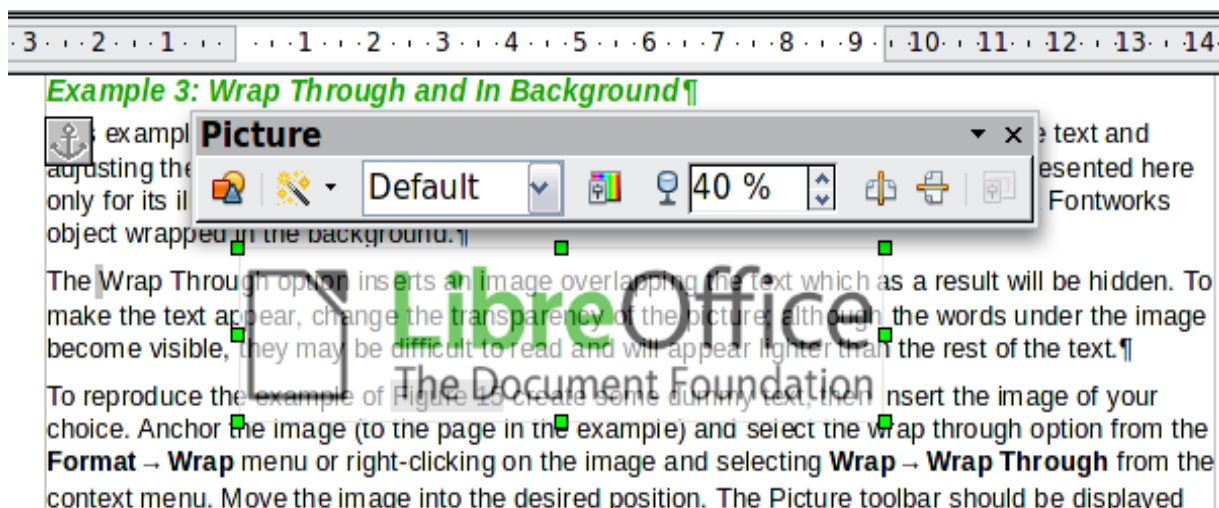 3 2 1 1 2 3 4 5 6 7 8 9 10 11 12 13 14
Example 3: Wrap Through and In Background¶
exampl
Picture
text and
adjusting the
Default
40 %
esented here
only for its il
Fontworks
object wrapped in the background.¶
The Wrap Through option inserts an image overlapping the text which as a result will be hidden. To
LibreOffice
make the text appear, change the transparency of the picture; although the words under the image
become visible, they may be difficult to read and will appear lighter than the rest of the text.¶
The Document Foundation
To reproduce the example of Figure 15 create some dummy text, then insert the image of your
choice. Anchor the image (to the page in the example) and select the wrap through option from the
Format→Wrap menu or right-clicking on the image and selecting Wrap→Wrap Through from the
context menu. Move the image into the desired position. The Picture toolbar should be displayed